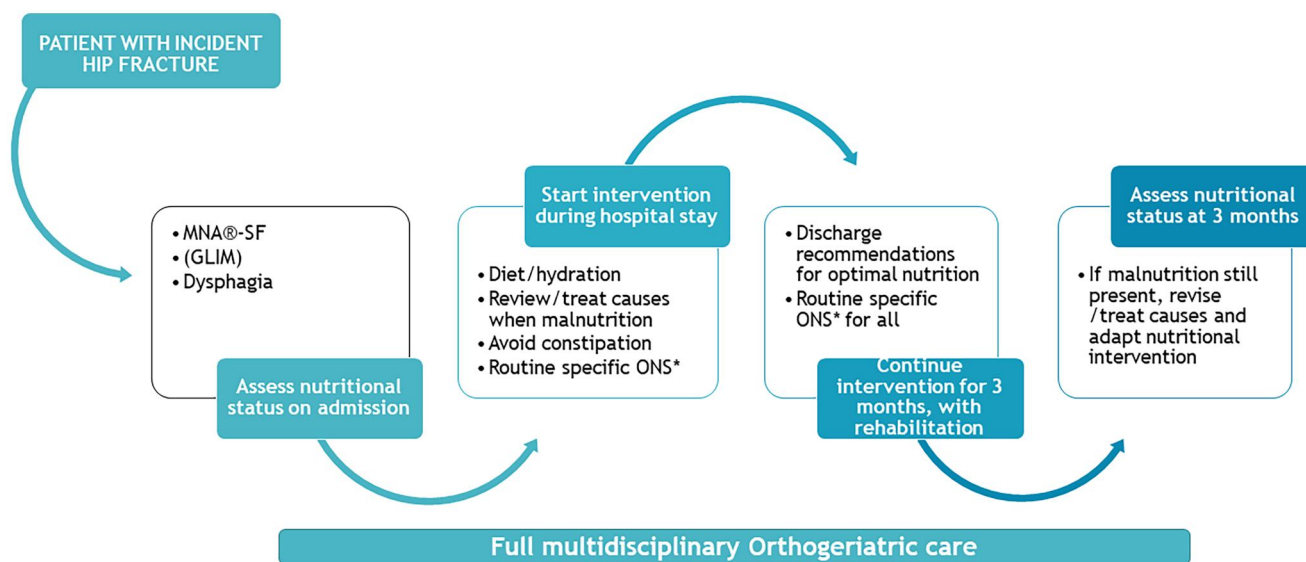 PATIENT WITH INCIDENT
HIP FRACTURE
• MNA®-SF
• (GLIM)
• Dysphagia
Assess nutritional
status on admission
Start intervention
during hospital stay
• Diet/hydration
• Review/treat causes
when malnutrition
• Avoid constipation
• Routine specific ONS*
• Discharge
recommendations
for optimal nutrition
• Routine specific
ONS* for all
Continue
intervention for 3
months, with
rehabilitation
Assess nutritional
status at 3 months
• If malnutrition still
present, revise
/treat causes and
adapt nutritional
intervention
Full multidisciplinary Orthogeriatric care